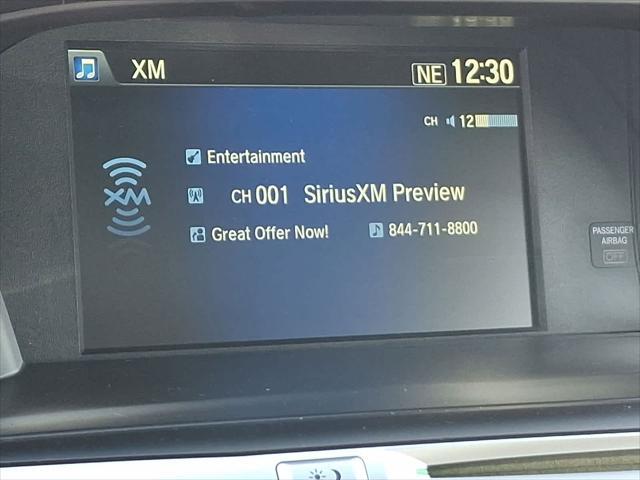 XM NE 12:30
CH 12
Entertainment
XM CH 001 SiriusXM Preview
Great Offer Now! 844-711-8800
PASSENGER
AIRBAG
OFF